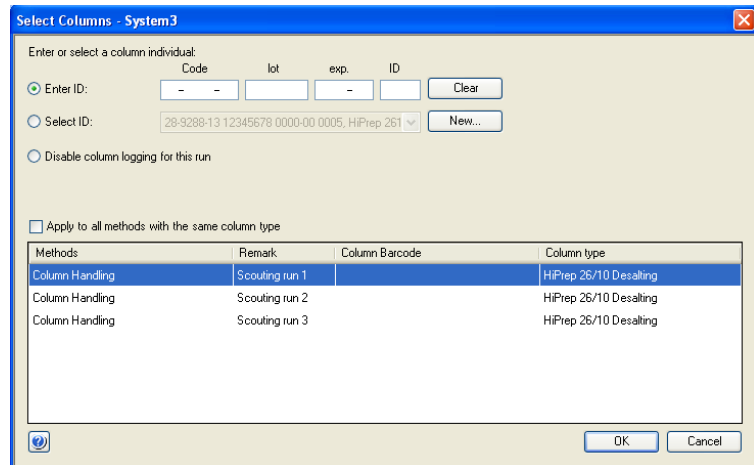 Select Columns - System3
Enter or select a column individual:
Code lot exp. ID
Enter ID: - - - Clear
Select ID: 28-9288-13 12345678 0000-00 0005, HiPrep 261 New...
Disable column logging for this run
Apply to all methods with the same column type
Methods Remark Column Barcode Column type
Column Handling Scouting run 1 HiPrep 26/10 Desalting
Column Handling Scouting run 2 HiPrep 26/10 Desalting
Column Handling Scouting run 3 HiPrep 26/10 Desalting
? OK Cancel